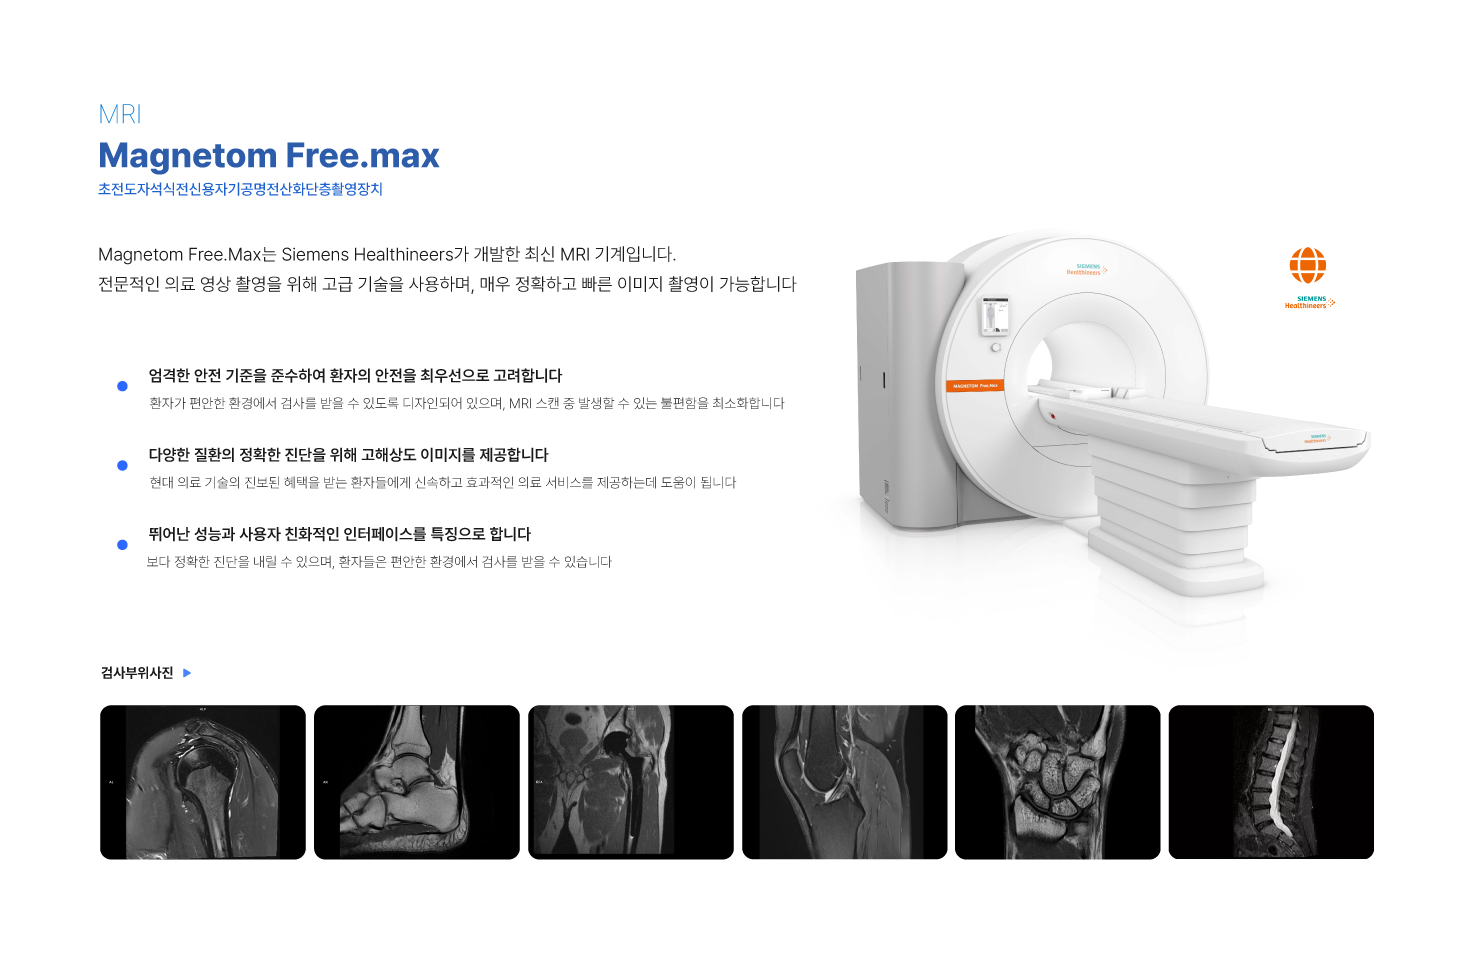 MRI
Magnetom Free.max
초전도자석식전신용자기공명전산화단층촬영장치
Magnetom Free.Max는 Siemens Healthineers가 개발한 최신 MRI 기계입니다.
전문적인 의료 영상 촬영을 위해 고급 기술을 사용하며, 매우 정확하고 빠른 이미지 촬영이 가능합니다
SIEMENS
Healthineers
SIEMENS
Healthineers
MAGNETOM Free.Max
엄격한 안전 기준을 준수하여 환자의 안전을 최우선으로 고려합니다
환자가 편안한 환경에서 검사를 받을 수 있도록 디자인되어 있으며, MRI 스캔 중 발생할 수 있는 불편함을 최소화합니다
SIEMENS
Healthineers
다양한 질환의 정확한 진단을 위해 고해상도 이미지를 제공합니다
현대 의료 기술의 진보된 혜택을 받는 환자들에게 신속하고 효과적인 의료 서비스를 제공하는데 도움이 됩니다
뛰어난 성능과 사용자 친화적인 인터페이스를 특징으로 합니다
보다 정확한 진단을 내릴 수 있으며, 환자들은 편안한 환경에서 검사를 받을 수 있습니다
검사부위사진